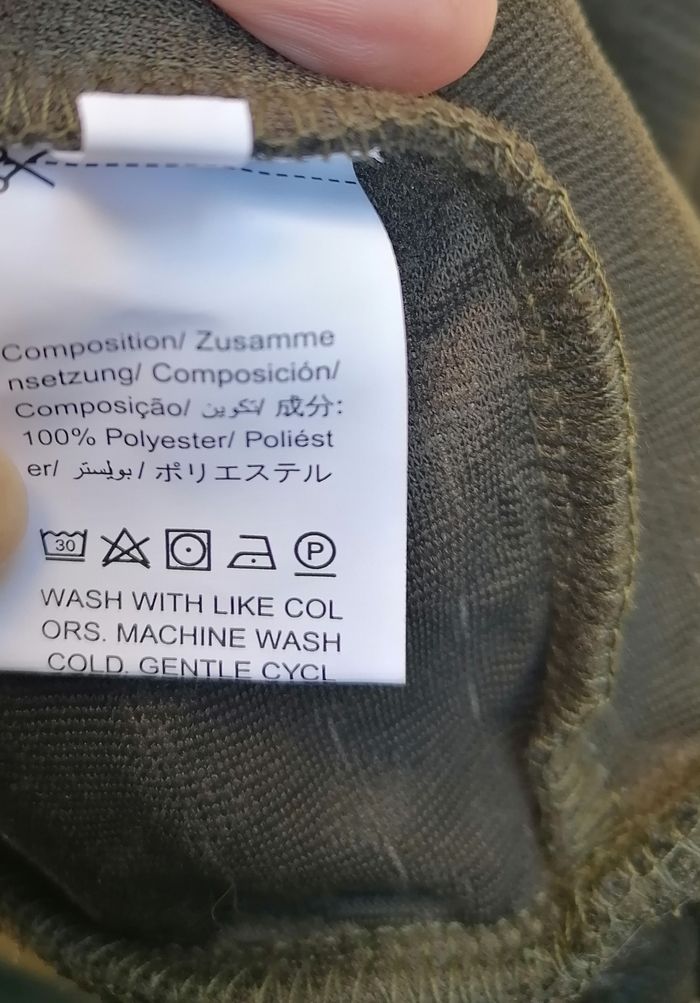 Composition/ Zusamme
nsetzung/ Composición/
Composição/ تكوين/ 成分:
100% Polyester/ Poliést
er/ بوليستر/ ポリエステル
30 P
WASH WITH LIKE COL
ORS. MACHINE WASH
COLD. GENTLE CYCL